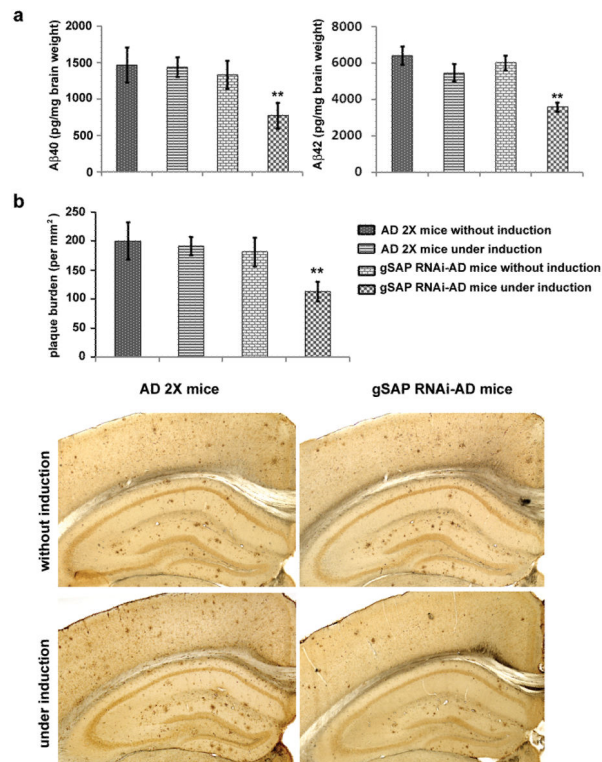 a
Aβ40 (pg/mg brain weight)
2000
1500
1000
500
0
**
Aβ42 (pg/mg brain weight)
8000
6000
4000
2000
0
**
b
plaque burden (per mm²)
250
200
150
100
50
0
**
AD 2X mice without induction
AD 2X mice under induction
gSAP RNAi-AD mice without induction
gSAP RNAi-AD mice under induction
AD 2X mice
gSAP RNAi-AD mice
without induction
under induction